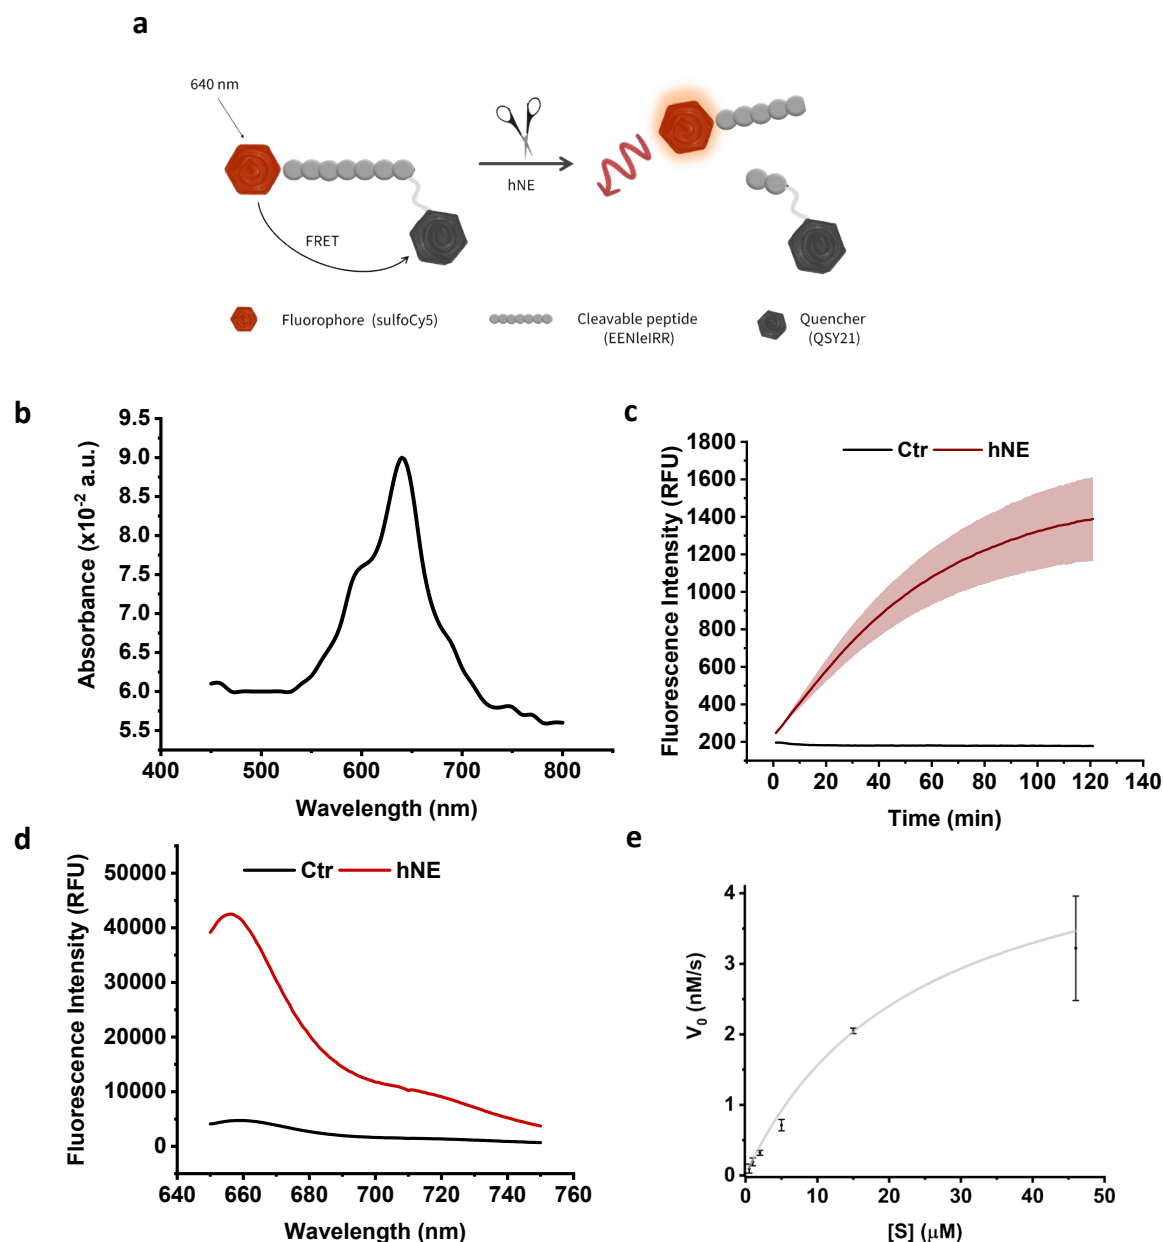 a
640 nm
hNE
FRET
Fluorophore (sulfoCy5)
Cleavable peptide
(EENleIRR)
Quencher
(QSY21)
b
9.5
9.0
8.5
8.0
7.5
7.0
6.5
6.0
5.5
Absorbance (x10⁻² a.u.)
400 500 600 700 800
Wavelength (nm)
c
Ctr hNE
1800
1600
1400
1200
1000
800
600
400
200
Fluorescence Intensity (RFU)
0 20 40 60 80 100 120 140
Time (min)
d
Ctr hNE
50000
40000
30000
20000
10000
0
Fluorescence Intensity (RFU)
640 660 680 700 720 740 760
Wavelength (nm)
e
4
3
2
1
0
V₀ (nM/s)
0 10 20 30 40 50
[S] (μM)